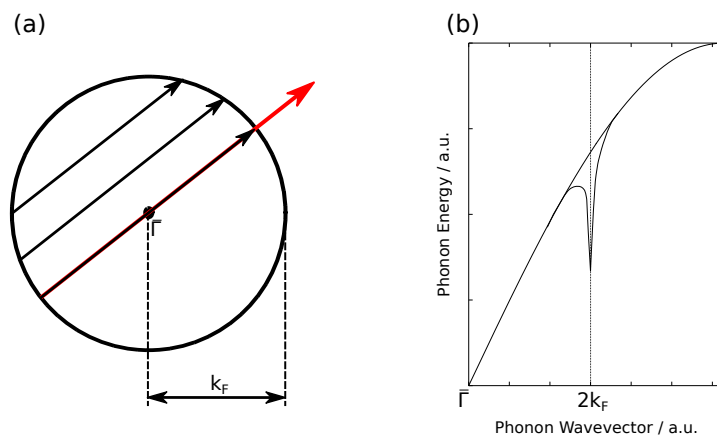 (a)
Γ̅
k_F
(b)
Phonon Energy / a.u.
Γ̅
2k_F
Phonon Wavevector / a.u.